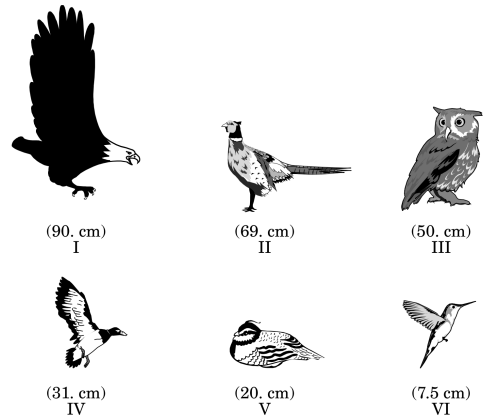 (90. cm) (69. cm) (50. cm)
I II III
(31. cm) (20. cm) (7.5 cm)
IV V VI